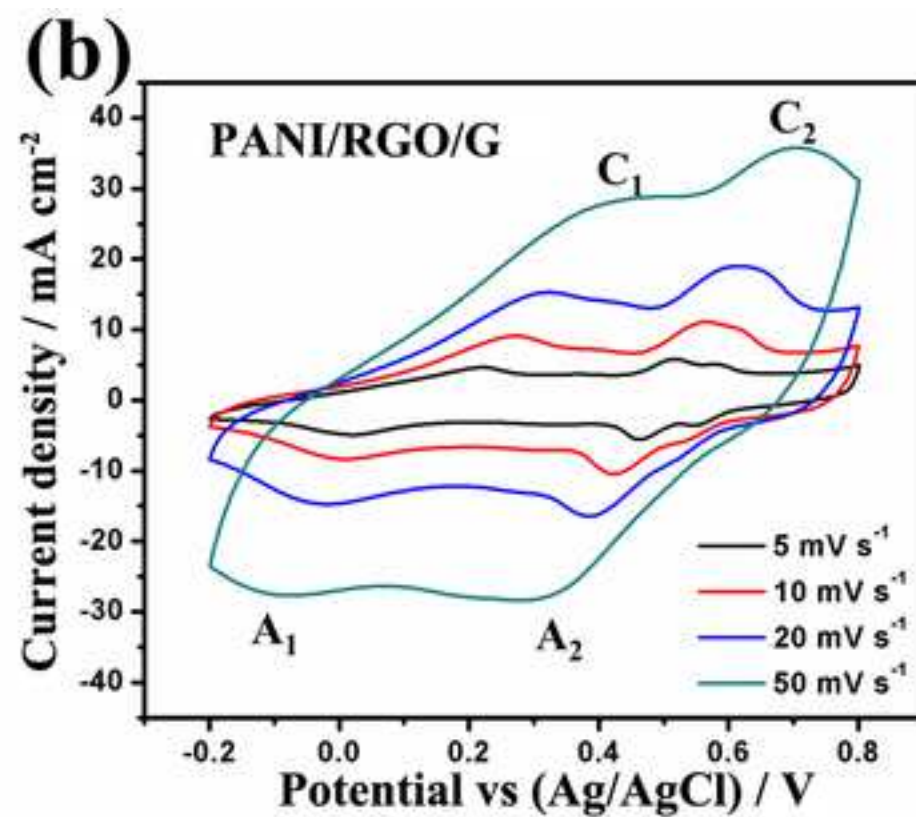 (b)
PANI/RGO/G
C₁
C₂
A₁
A₂
Current density / mA cm⁻²
40
30
20
10
0
-10
-20
-30
-40
5 mV s⁻¹
10 mV s⁻¹
20 mV s⁻¹
50 mV s⁻¹
-0.2 0.0 0.2 0.4 0.6 0.8
Potential vs (Ag/AgCl) / V